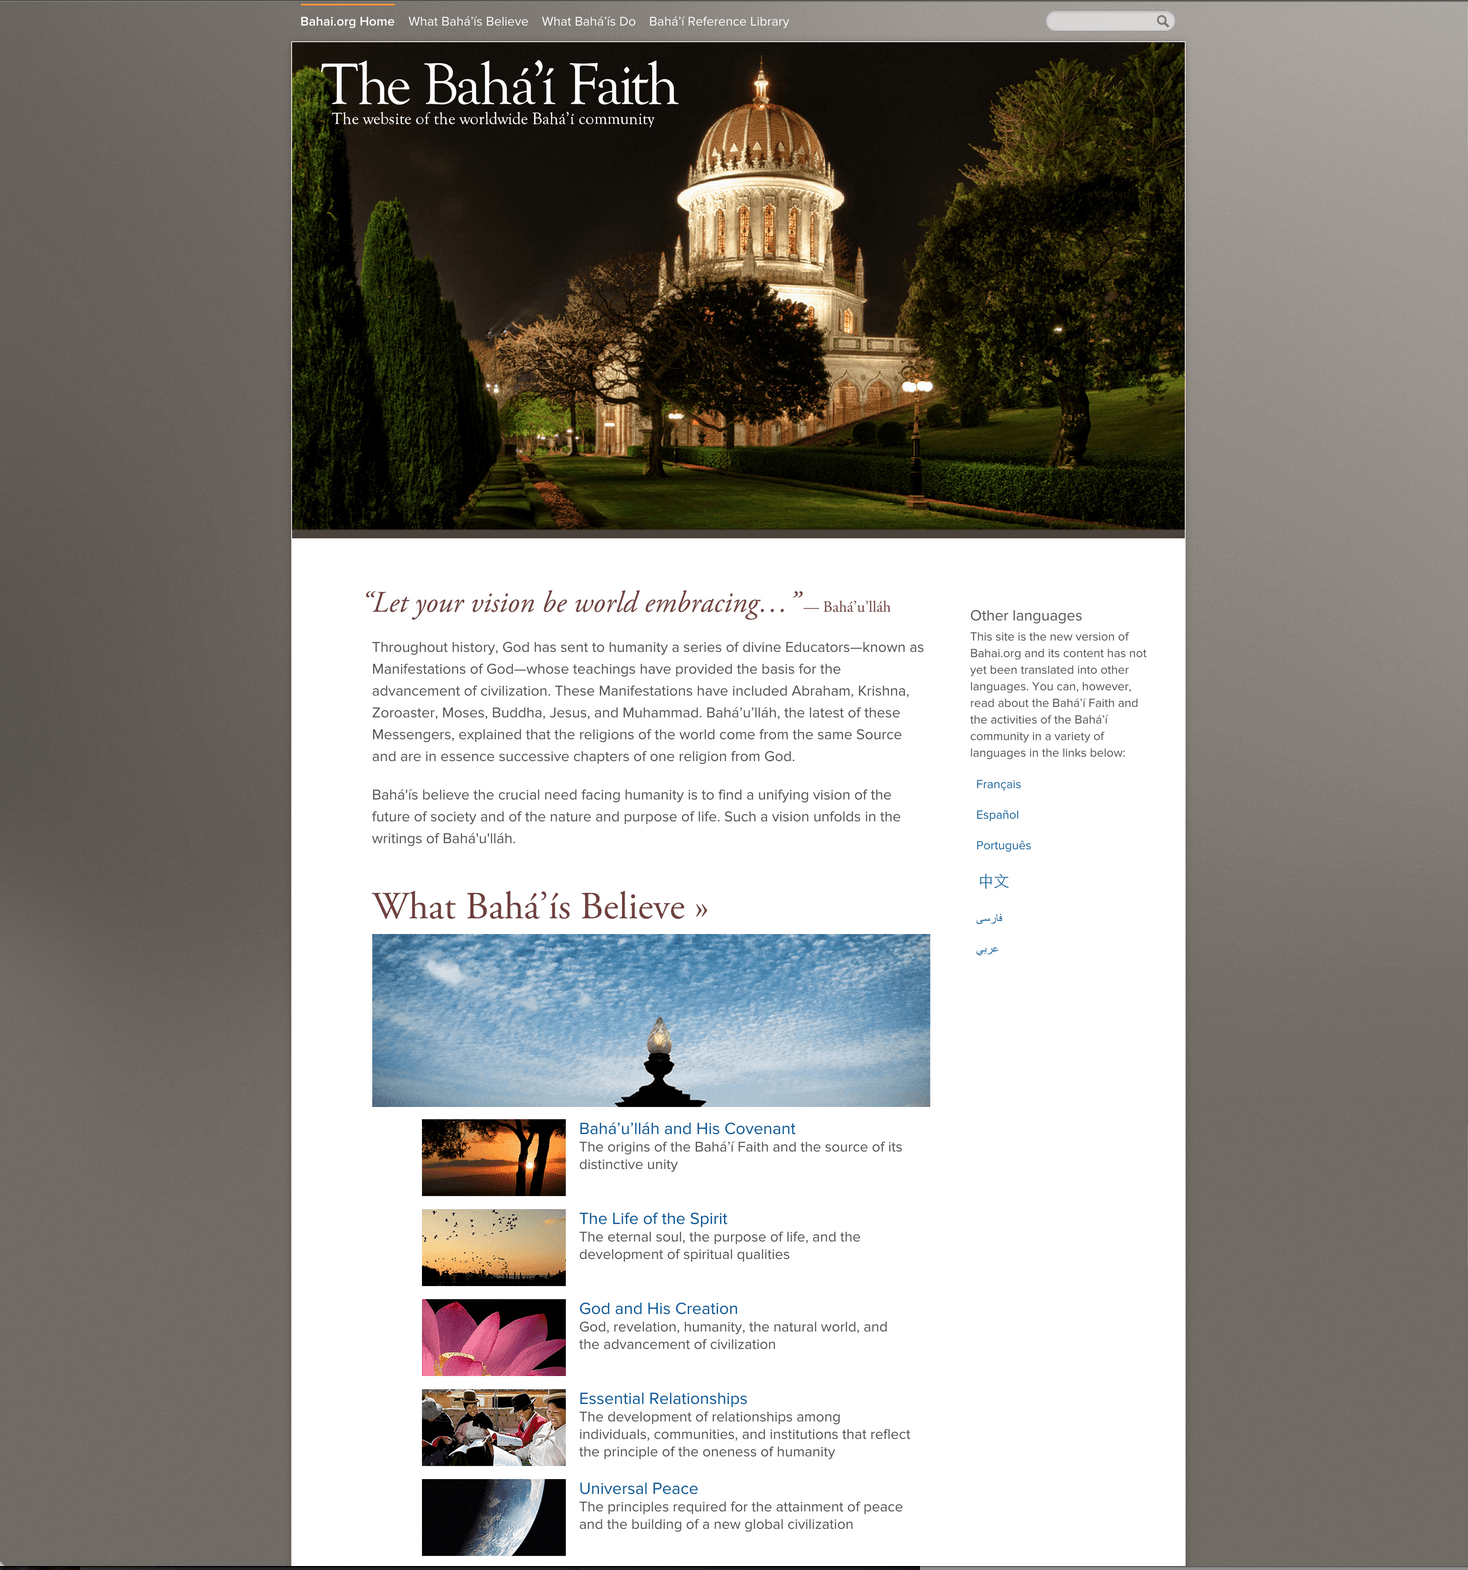 Bahai.org Home What Bahá’ís Believe What Bahá’ís Do Bahá’í Reference Library
The Bahá’í Faith
The website of the worldwide Bahá’í community
“Let your vision be world embracing…” — Bahá’u’lláh
Throughout history, God has sent to humanity a series of divine Educators—known as
Manifestations of God—whose teachings have provided the basis for the
advancement of civilization. These Manifestations have included Abraham, Krishna,
Zoroaster, Moses, Buddha, Jesus, and Muhammad. Bahá’u’lláh, the latest of these
Messengers, explained that the religions of the world come from the same Source
and are in essence successive chapters of one religion from God.
Bahá'ís believe the crucial need facing humanity is to find a unifying vision of the
future of society and of the nature and purpose of life. Such a vision unfolds in the
writings of Bahá'u'lláh.
What Bahá’ís Believe »
Bahá’u’lláh and His Covenant
The origins of the Bahá’í Faith and the source of its
distinctive unity
The Life of the Spirit
The eternal soul, the purpose of life, and the
development of spiritual qualities
God and His Creation
God, revelation, humanity, the natural world, and
the advancement of civilization
Essential Relationships
The development of relationships among
individuals, communities, and institutions that reflect
the principle of the oneness of humanity
Universal Peace
The principles required for the attainment of peace
and the building of a new global civilization
Other languages
This site is the new version of
Bahai.org and its content has not
yet been translated into other
languages. You can, however,
read about the Bahá’í Faith and
the activities of the Bahá’í
community in a variety of
languages in the links below:
Français
Español
Português
中文
فارسی
عربي